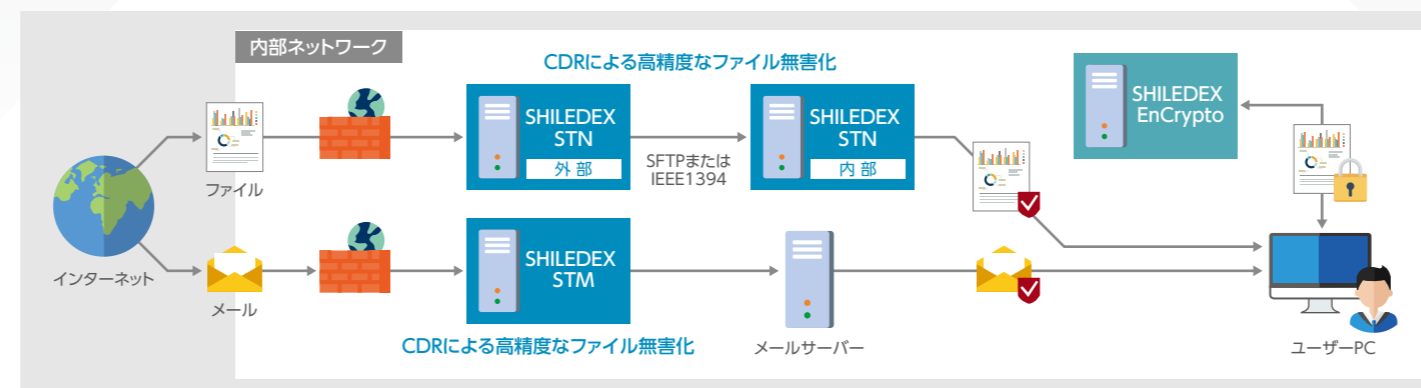 内部ネットワーク
CDRによる高精度なファイル無害化
SHILEDEX
STN
外部
SFTPまたは
IEEE1394
SHILEDEX
STN
内部
SHILEDEX
EnCrypto
ファイル
インターネット
メール
SHILEDEX
STM
CDRによる高精度なファイル無害化
メールサーバー
ユーザーPC